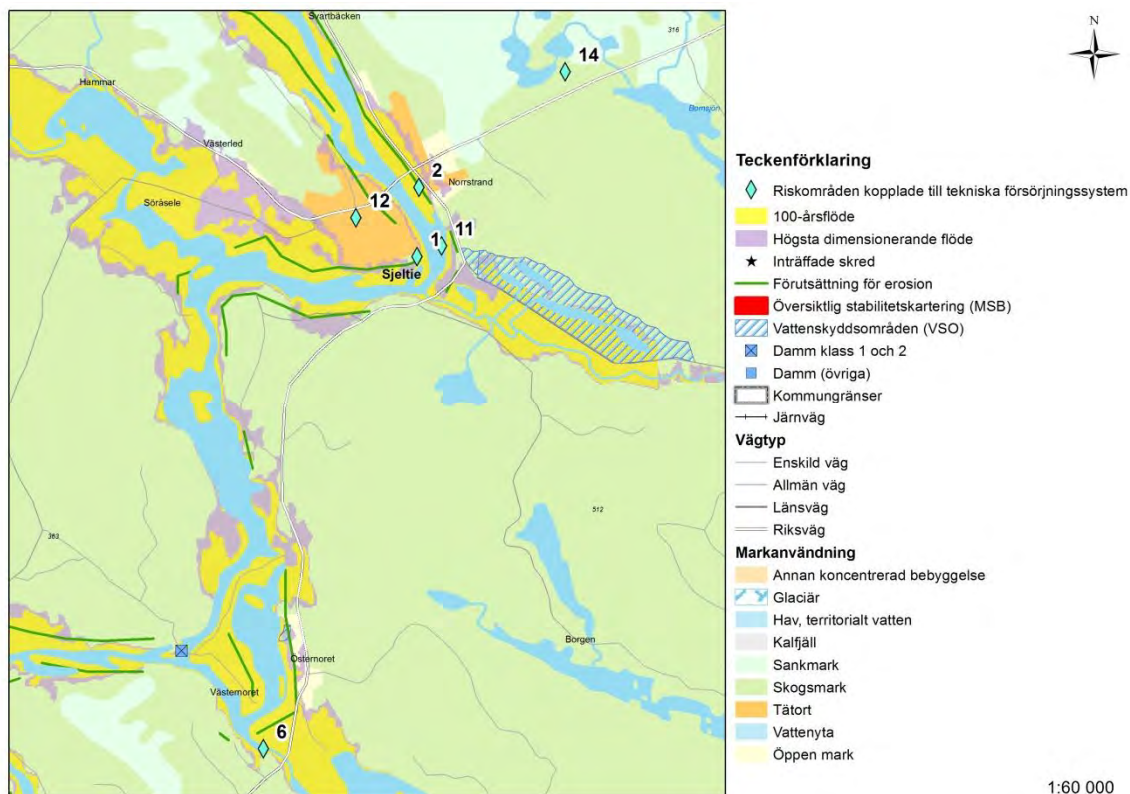 Svartbäcken
N
14
316
Hammar
Bomsjön
Västerled
2
Norrstrand
12
Söråsele
11
1
Sjeltie
363
512
Borgen
Osternoret
Västernoret
6
Teckenförklaring
Riskområden kopplade till tekniska försörjningssystem
100-årsflöde
Högsta dimensionerande flöde
Inträffade skred
Förutsättning för erosion
Översiktlig stabilitetskartering (MSB)
Vattenskyddsområden (VSO)
Damm klass 1 och 2
Damm (övriga)
Kommungränser
Järnväg
Vägtyp
Enskild väg
Allmän väg
Länsväg
Riksväg
Markanvändning
Annan koncentrerad bebyggelse
Glaciär
Hav, territorialt vatten
Kalfjäll
Sankmark
Skogsmark
Tätort
Vattenyta
Öppen mark
1:60 000